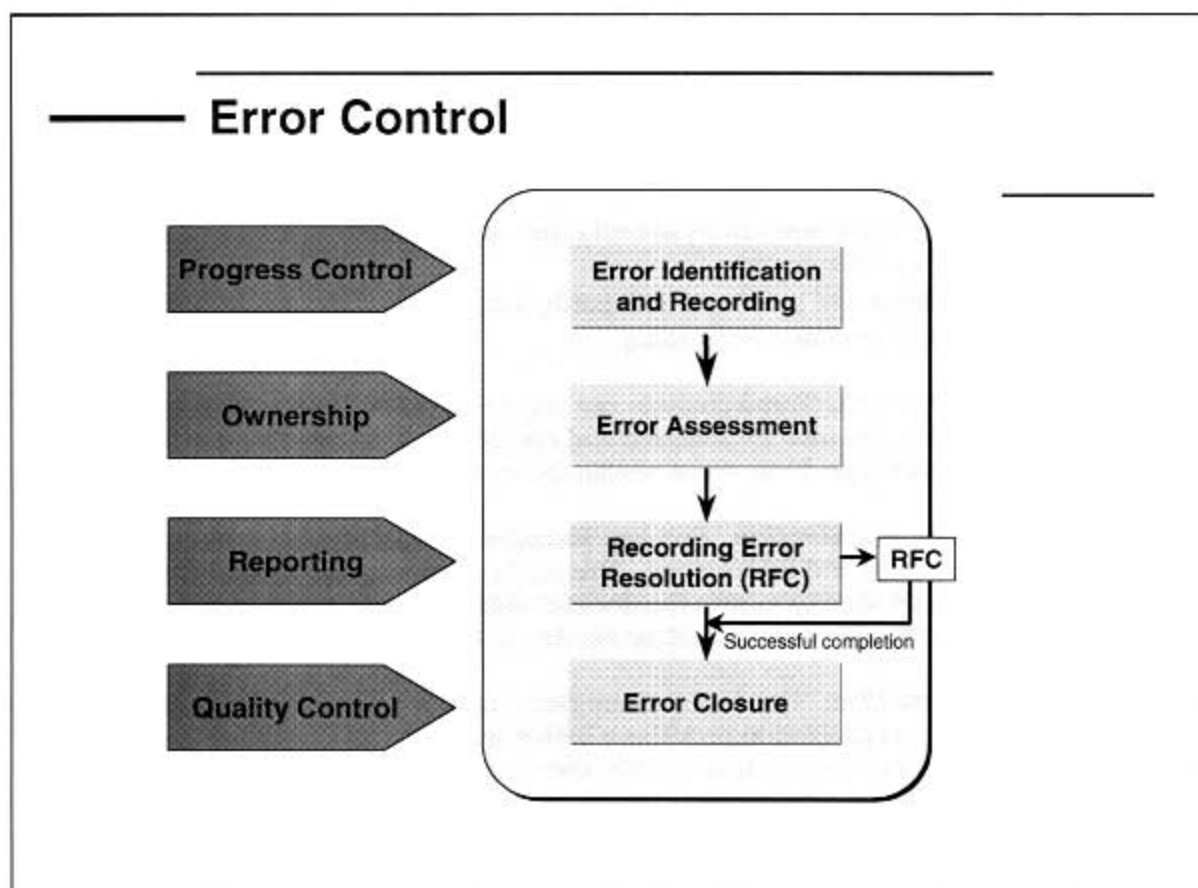 Error Control
Progress Control
Error Identification
and Recording
Ownership
Error Assessment
Reporting
Recording Error
Resolution (RFC)
RFC
Successful completion
Quality Control
Error Closure